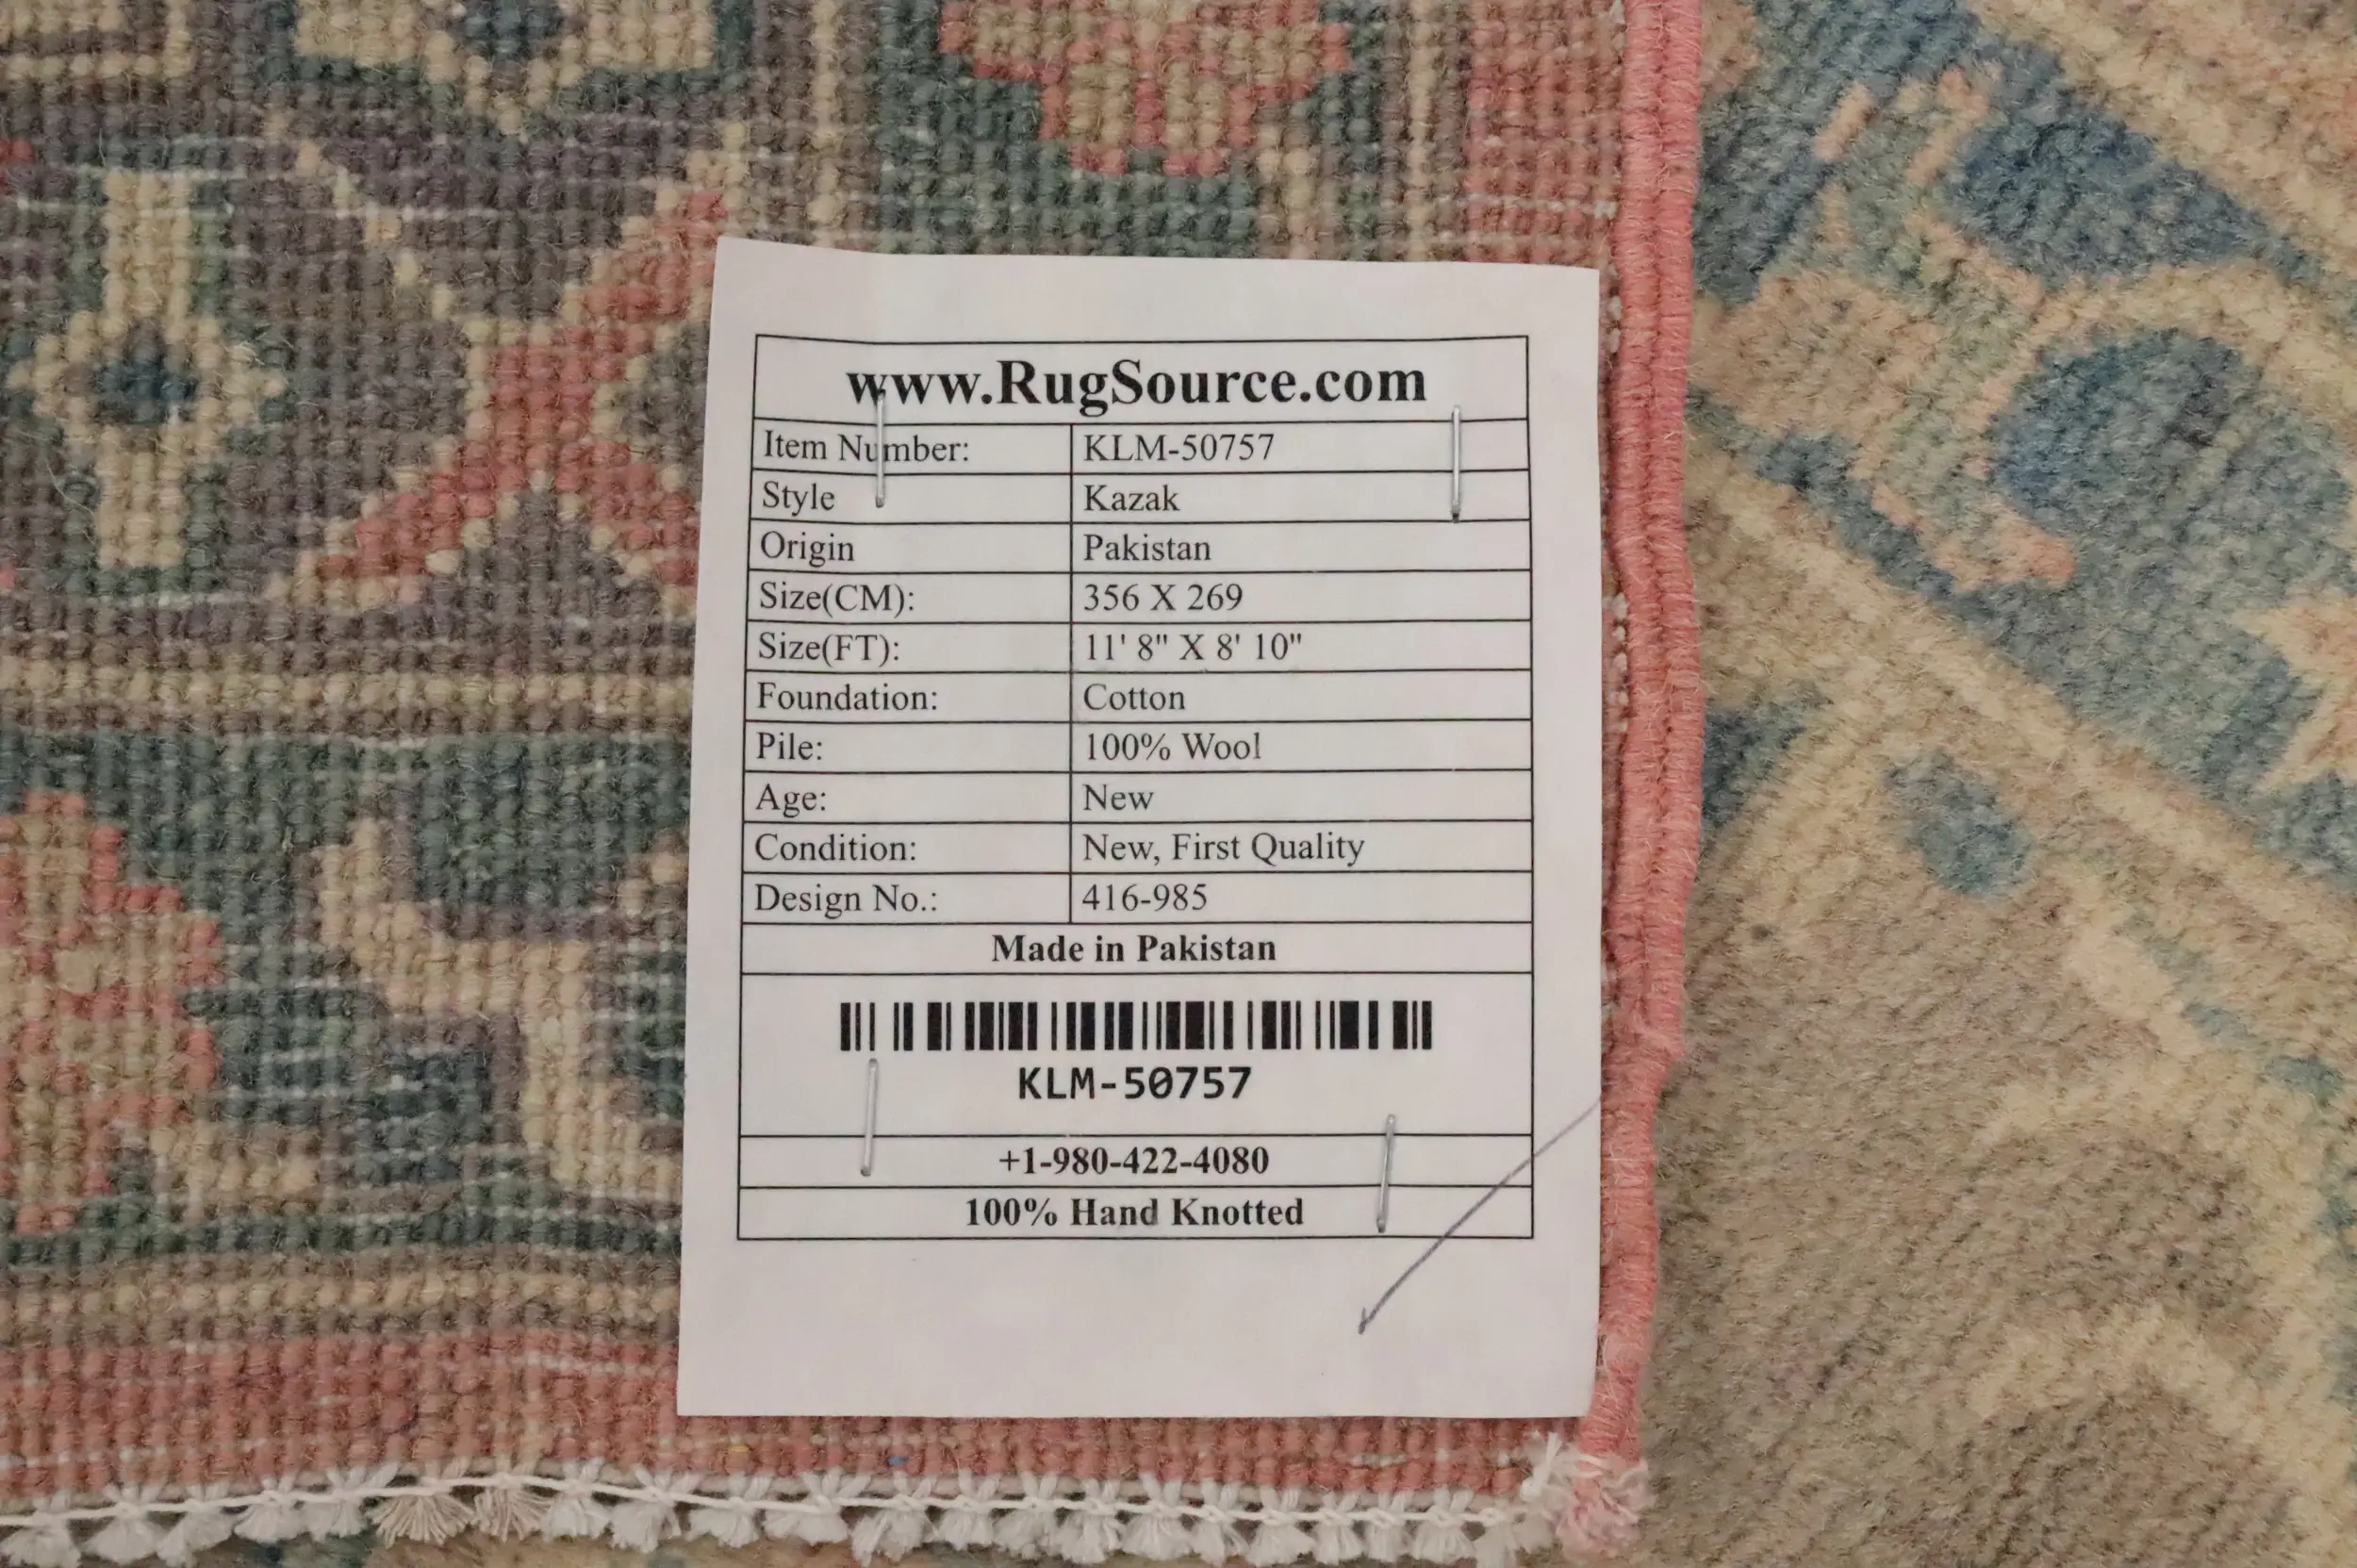 www.RugSource.com
Item Number: KLM-50757
Style Kazak
Origin Pakistan
Size(CM): 356 X 269
Size(FT): 11' 8" X 8' 10"
Foundation: Cotton
Pile: 100% Wool
Age: New
Condition: New, First Quality
Design No.: 416-985
Made in Pakistan
KLM-50757
+1-980-422-4080
100% Hand Knotted